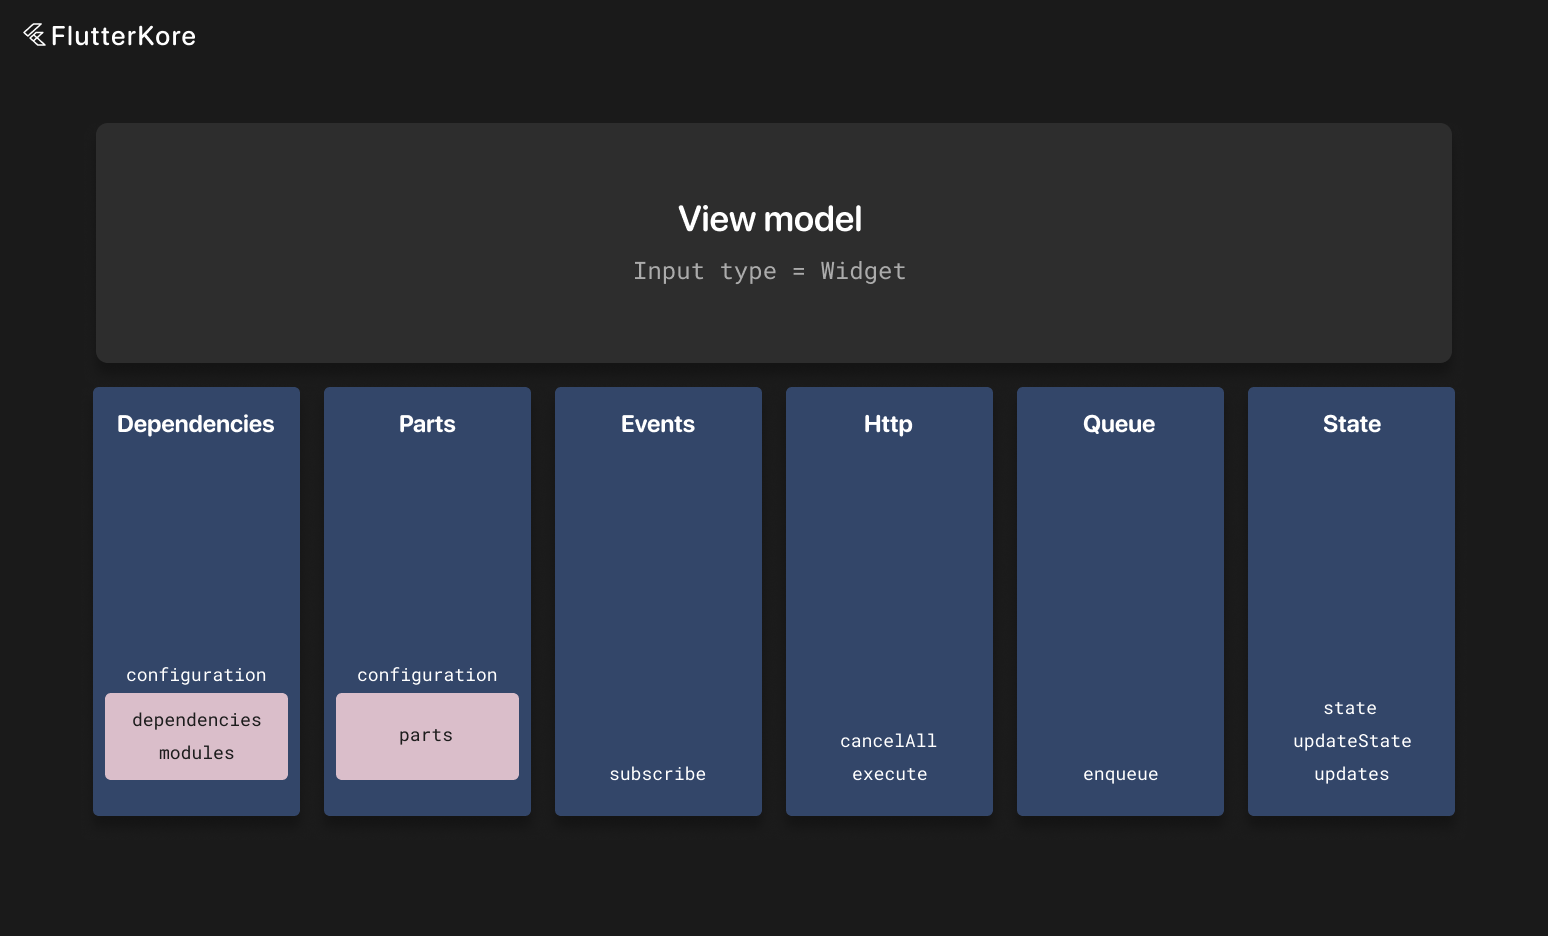 FlutterKore
View model
Input type = Widget
Dependencies
configuration
dependencies
modules
Parts
configuration
parts
Events
subscribe
Http
cancelAll
execute
Queue
enqueue
State
state
updateState
updates